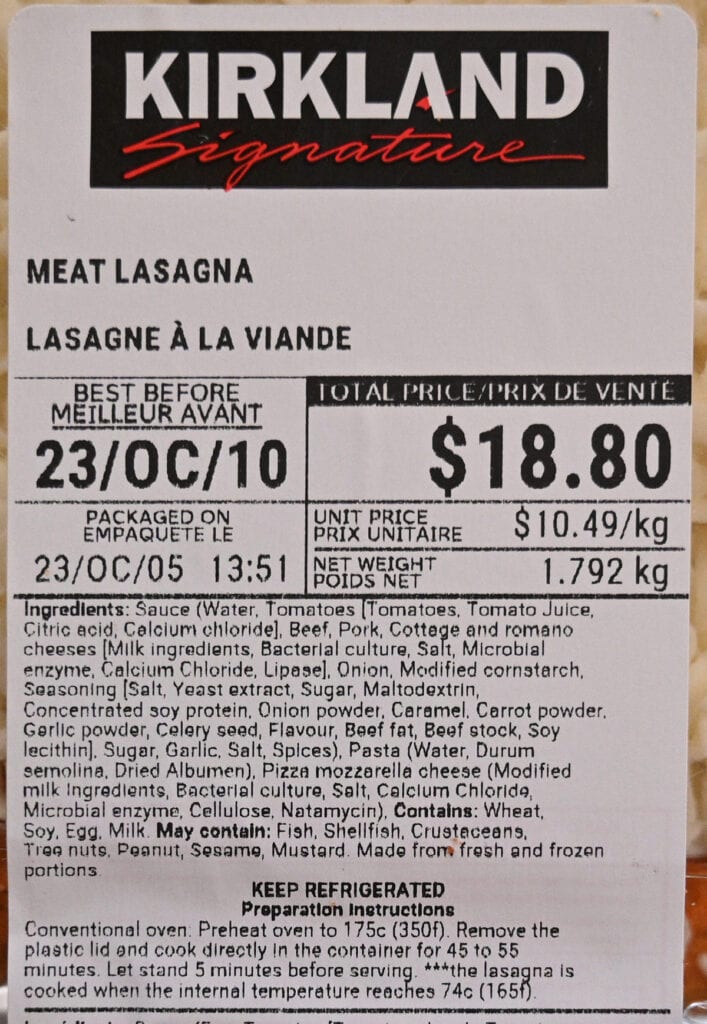 KIRKLAND
Signature
MEAT LASAGNA
LASAGNE À LA VIANDE
BEST BEFORE
MEILLEUR AVANT
23/OC/10
TOTAL PRICE/PRIX DE VENTE
$18.80
PACKAGED ON
EMPAQUETE LE
23/OC/05 13:51
UNIT PRICE
PRIX UNITAIRE
$10.49/kg
NET WEIGHT
POIDS NET
1.792 kg
Ingredients: Sauce (Water, Tomatoes [Tomatoes, Tomato Juice,
Citric acid, Calcium chloride], Beef, Pork, Cottage and romano
cheeses [Milk ingredients, Bacterial culture, Salt, Microbial
enzyme, Calcium Chloride, Lipase], Onion, Modified cornstarch,
Seasoning [Salt, Yeast extract, Sugar, Maltodextrin,
Concentrated soy protein, Onion powder, Caramel, Carrot powder,
Garlic powder, Celery seed, Flavour, Beef fat, Beef stock, Soy
lecithin], Sugar, Garlic, Salt, Spices), Pasta (Water, Durum
semolina, Dried Albumen), Pizza mozzarella cheese (Modified
milk Ingredients, Bacterial culture, Salt, Calcium Chloride,
Microbial enzyme, Cellulose, Natamycin), Contains: Wheat,
Soy, Egg, Milk. May contain: Fish, Shellfish, Crustaceans,
Tree nuts, Peanut, Sesame, Mustard. Made from fresh and frozen
portions.
KEEP REFRIGERATED
Preparation Instructions
Conventional oven: Preheat oven to 175c (350f). Remove the
plastic lid and cook directly in the container for 45 to 55
minutes. Let stand 5 minutes before serving. ***the lasagna is
cooked when the internal temperature reaches 74c (165f).